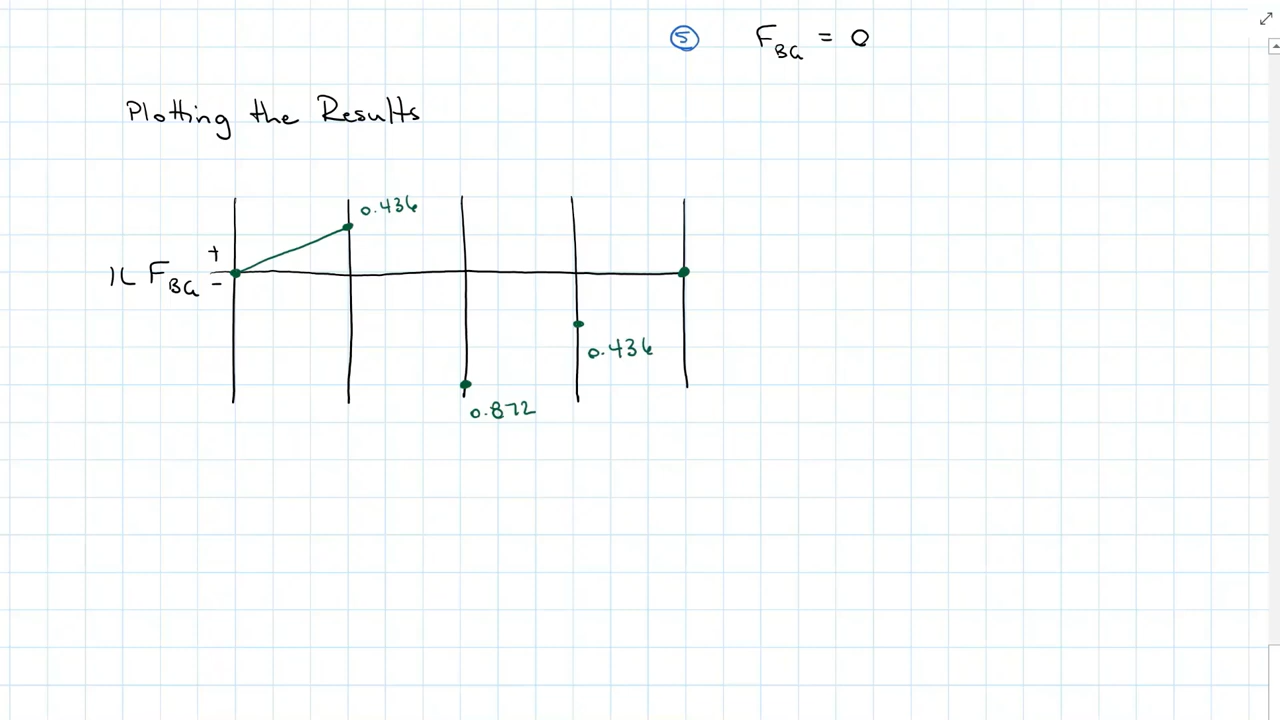 ⑤ F_BG = 0
Plotting the Results
0.436
+
IL F_BG
-
0.436
0.872